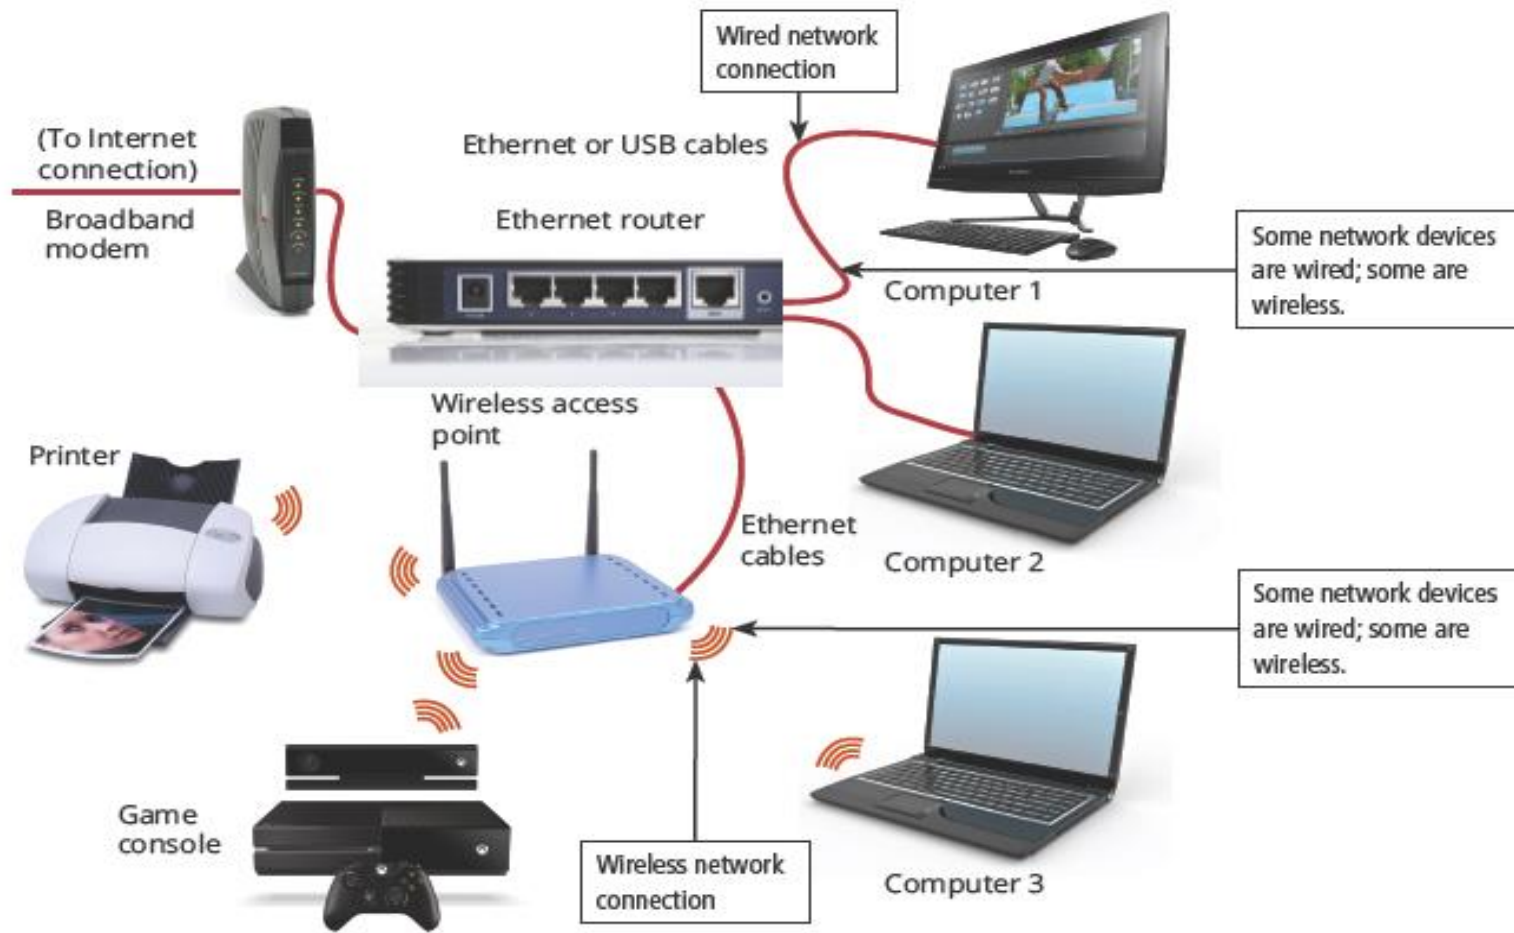 Wired network
connection
(To Internet
connection)
Broadband
modem
Ethernet or USB cables
Ethernet router
Computer 1
Some network devices
are wired; some are
wireless.
Wireless access
point
Printer
Ethernet
cables
Computer 2
Some network devices
are wired; some are
wireless.
Game
console
Wireless network
connection
Computer 3